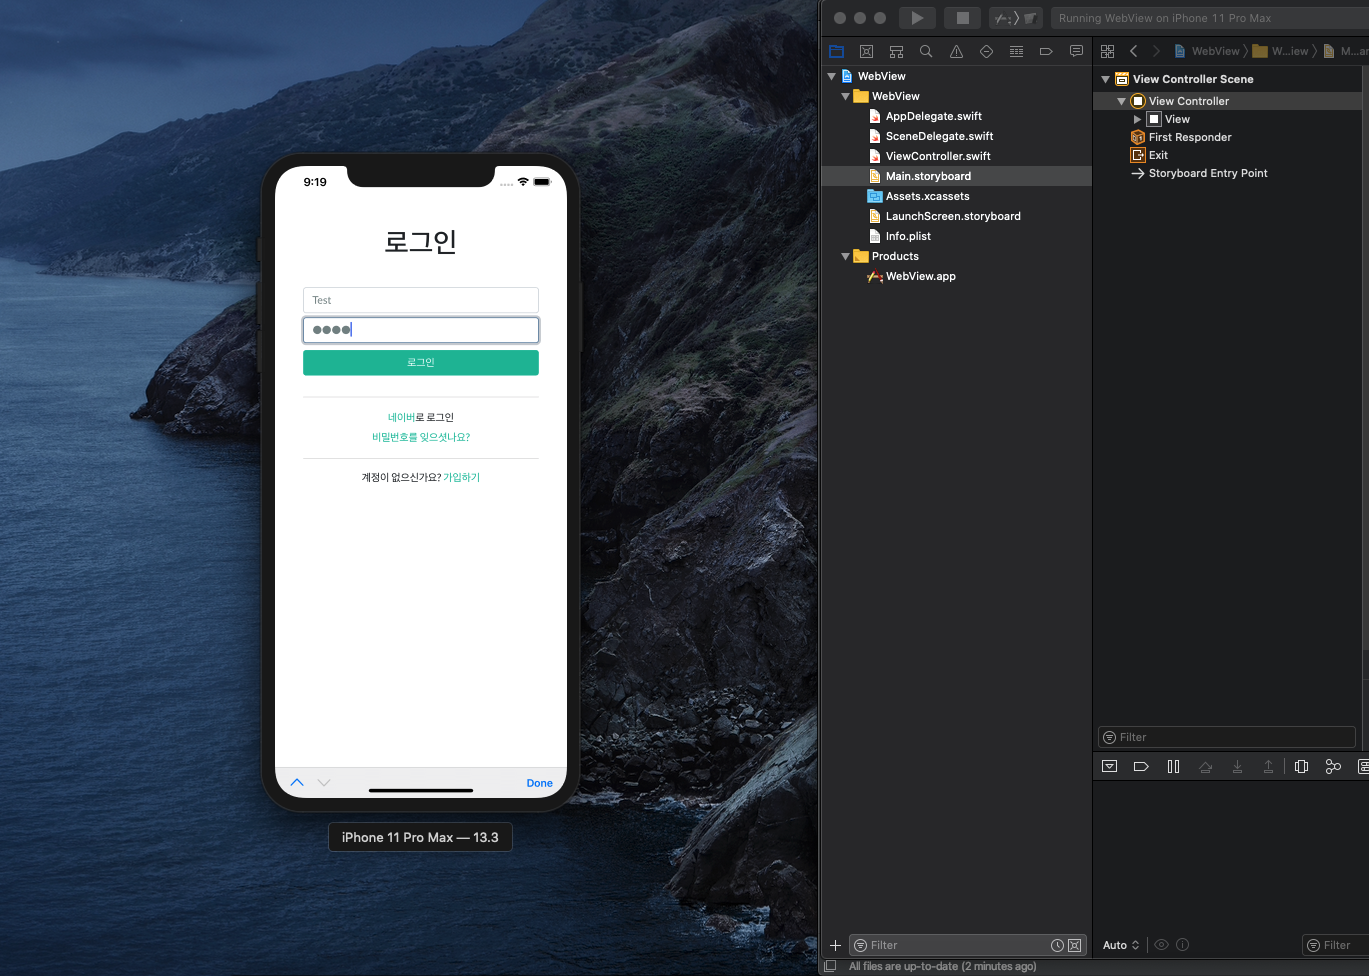 9:19
로그인
Test
로그인
네이버로 로그인
비밀번호를 잊으셧나요?
계정이 없으신가요? 가입하기
Done
iPhone 11 Pro Max — 13.3
Running WebView on iPhone 11 Pro Max
WebView
WebView
AppDelegate.swift
SceneDelegate.swift
ViewController.swift
Main.storyboard
Assets.xcassets
LaunchScreen.storyboard
Info.plist
Products
WebView.app
Filter
All files are up-to-date (2 minutes ago)
WebView
W...iew
M...ar
View Controller Scene
View Controller
View
First Responder
Exit
Storyboard Entry Point
Filter
Auto
Filter